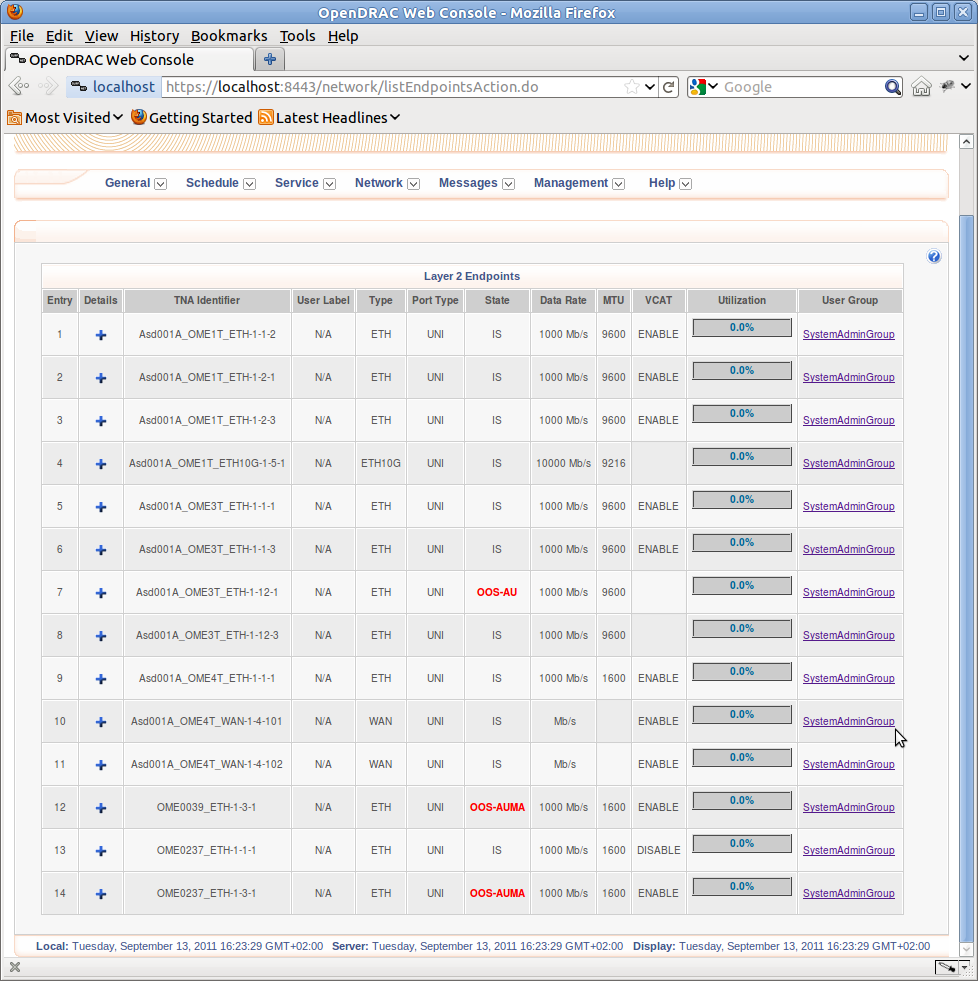 OpenDRAC Web Console - Mozilla Firefox
File Edit View History Bookmarks Tools Help
OpenDRAC Web Console
localhost https://localhost:8443/network/listEndpointsAction.do Google
Most Visited Getting Started Latest Headlines
General Schedule Service Network Messages Management Help
Layer 2 Endpoints
Entry Details TNA Identifier User Label Type Port Type State Data Rate MTU VCAT Utilization User Group
1 Asd001A_OME1T_ETH-1-1-2 N/A ETH UNI IS 1000 Mb/s 9600 ENABLE 0.0% SystemAdminGroup
2 Asd001A_OME1T_ETH-1-2-1 N/A ETH UNI IS 1000 Mb/s 9600 ENABLE 0.0% SystemAdminGroup
3 Asd001A_OME1T_ETH-1-2-3 N/A ETH UNI IS 1000 Mb/s 9600 ENABLE 0.0% SystemAdminGroup
4 Asd001A_OME1T_ETH10G-1-5-1 N/A ETH10G UNI IS 10000 Mb/s 9216 0.0% SystemAdminGroup
5 Asd001A_OME3T_ETH-1-1-1 N/A ETH UNI IS 1000 Mb/s 9600 ENABLE 0.0% SystemAdminGroup
6 Asd001A_OME3T_ETH-1-1-3 N/A ETH UNI IS 1000 Mb/s 9600 ENABLE 0.0% SystemAdminGroup
7 Asd001A_OME3T_ETH-1-12-1 N/A ETH UNI OOS-AU 1000 Mb/s 9600 0.0% SystemAdminGroup
8 Asd001A_OME3T_ETH-1-12-3 N/A ETH UNI IS 1000 Mb/s 9600 0.0% SystemAdminGroup
9 Asd001A_OME4T_ETH-1-1-1 N/A ETH UNI IS 1000 Mb/s 1600 ENABLE 0.0% SystemAdminGroup
10 Asd001A_OME4T_WAN-1-4-101 N/A WAN UNI IS Mb/s ENABLE 0.0% SystemAdminGroup
11 Asd001A_OME4T_WAN-1-4-102 N/A WAN UNI IS Mb/s ENABLE 0.0% SystemAdminGroup
12 OME0039_ETH-1-3-1 N/A ETH UNI OOS-AUMA 1000 Mb/s 1600 ENABLE 0.0% SystemAdminGroup
13 OME0237_ETH-1-1-1 N/A ETH UNI IS 1000 Mb/s 1600 DISABLE 0.0% SystemAdminGroup
14 OME0237_ETH-1-3-1 N/A ETH UNI OOS-AUMA 1000 Mb/s 1600 ENABLE 0.0% SystemAdminGroup
Local: Tuesday, September 13, 2011 16:23:29 GMT+02:00 Server: Tuesday, September 13, 2011 16:23:29 GMT+02:00 Display: Tuesday, September 13, 2011 16:23:29 GMT+02:00